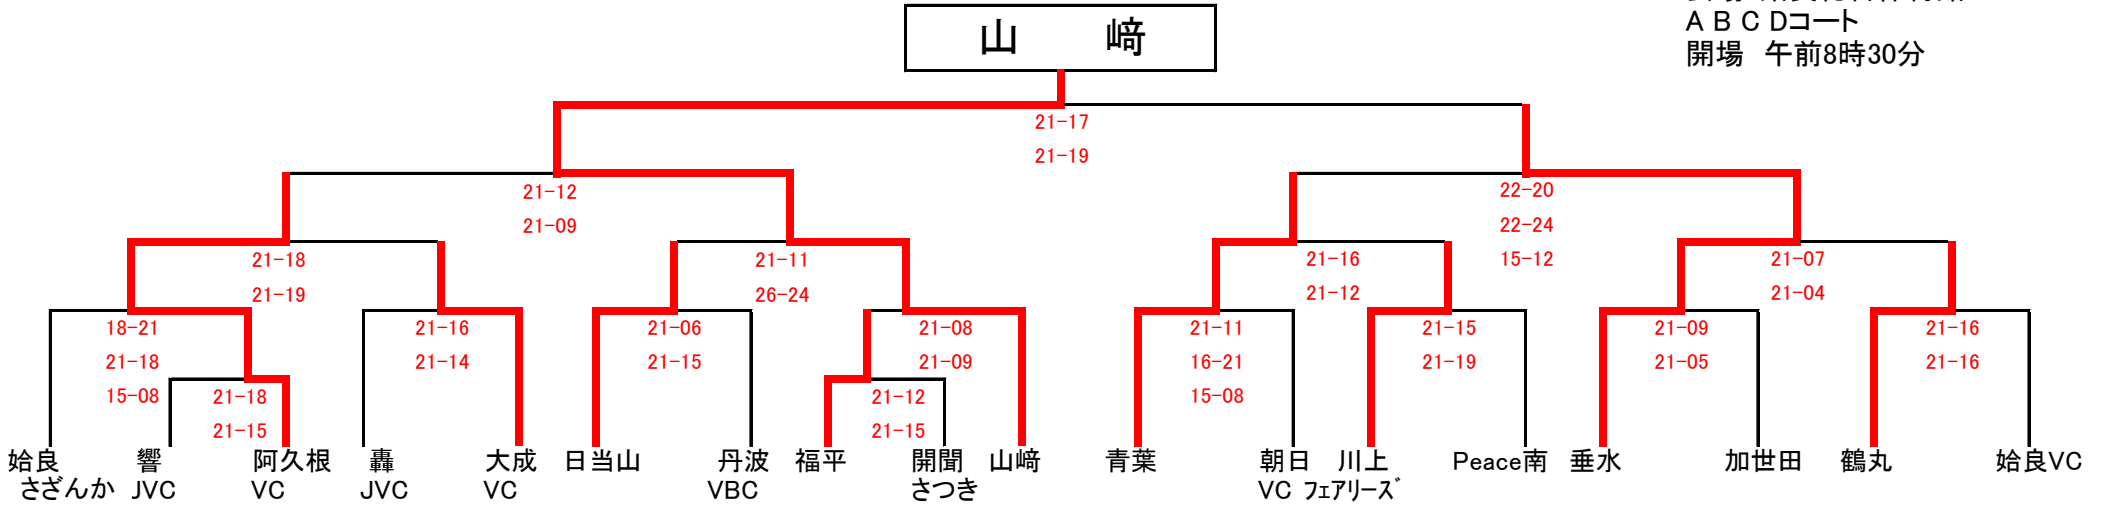 山　　崎
ＡＢＣＤコート
開場　午前8時30分
21-17
21-19
21-12
21-09
22-20
22-24
15-12
21-18
21-19
21-11
26-24
21-16
21-12
21-07
21-04
18-21
21-18
15-08
21-16
21-14
21-06
21-15
21-08
21-09
21-11
16-21
15-08
21-15
21-19
21-09
21-05
21-16
21-16
21-18
21-15
21-12
21-15
姶良
さざんか
響
JVC
阿久根
VC
轟
JVC
大成
VC
日当山
丹波
VBC
福平
開聞
さつき
山崎
青葉
朝日
VC
川上
フェアリーズ
Peace南
垂水
加世田
鶴丸
姶良VC